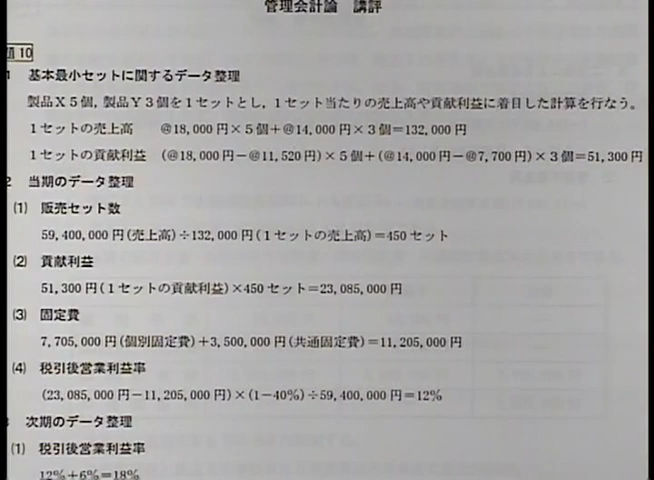 管理会計論 講評
題 10
1 基本最小セットに関するデータ整理
製品X5個，製品Y3個を1セットとし，1セット当たりの売上高や貢献利益に着目した計算を行なう。
1セットの売上高 @18,000円×5個＋@14,000円×3個＝132,000円
1セットの貢献利益 (@18,000円－@11,520円)×5個＋(@14,000円－@7,700円)×3個＝51,300円
2 当期のデータ整理
(1) 販売セット数
59,400,000円(売上高)÷132,000円(1セットの売上高)＝450セット
(2) 貢献利益
51,300円(1セットの貢献利益)×450セット＝23,085,000円
(3) 固定費
7,705,000円(個別固定費)＋3,500,000円(共通固定費)＝11,205,000円
(4) 税引後営業利益率
(23,085,000円－11,205,000円)×(1－40%)÷59,400,000円＝12%
3 次期のデータ整理
(1) 税引後営業利益率
12%＋6%＝18%